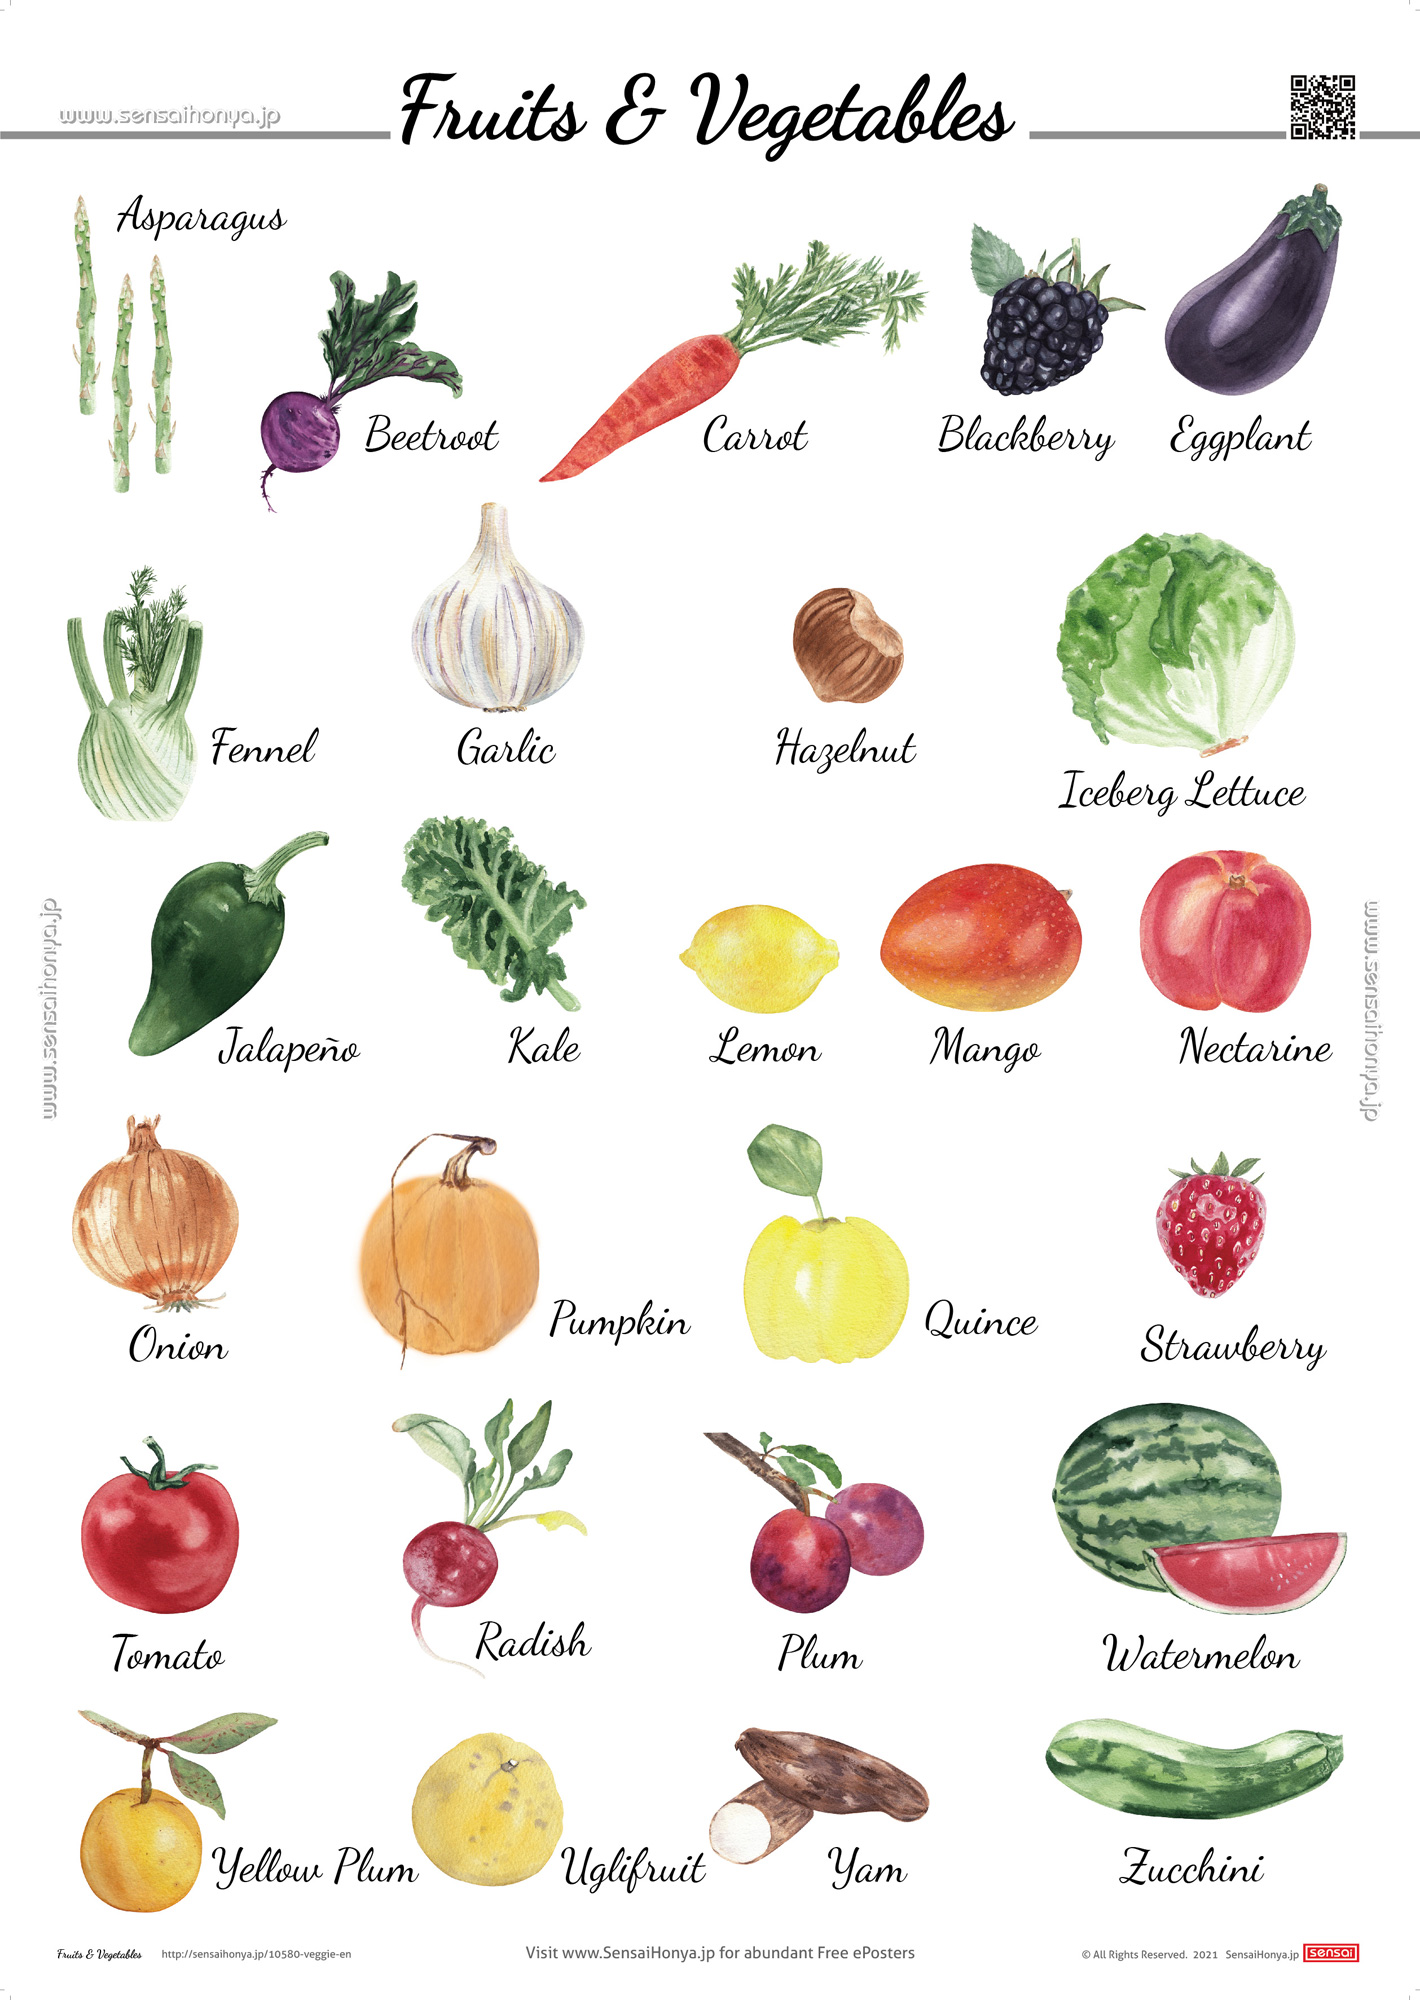 www.sensaihonya.jp
Fruits & Vegetables
Asparagus
Beetroot
Carrot
Blackberry
Eggplant
Fennel
Garlic
Hazelnut
Iceberg Lettuce
www.sensaihonya.jp
www.sensaihonya.jp
Jalapeño
Kale
Lemon
Mango
Nectarine
Onion
Pumpkin
Quince
Strawberry
Tomato
Radish
Plum
Watermelon
Yellow Plum
Uglifruit
Yam
Zucchini
Fruits & Vegetables
http://sensaihonya.jp/10580-veggie-en
Visit www.SensaiHonya.jp for abundant Free ePosters
© All Rights Reserved. 2021 SensaiHonya.jp
sensai